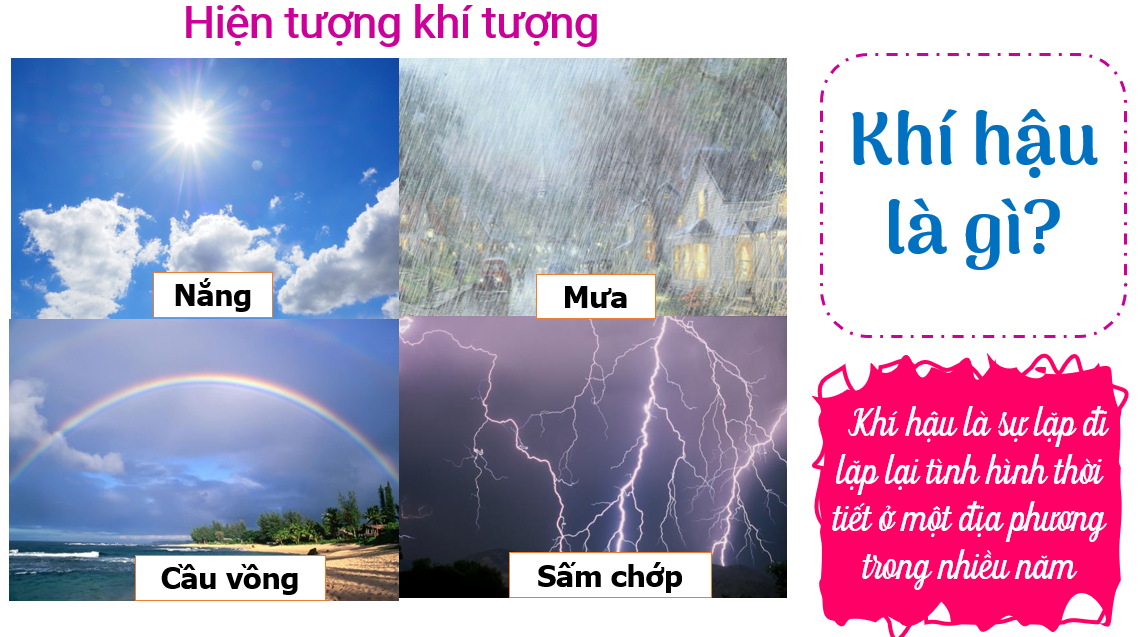 Hiện tượng khí tượng
Nắng
Mưa
Cầu vồng
Sấm chớp
Khí hậu
là gì?
Khí hậu là sự lặp đi
lặp lại tình hình thời
tiết ở một địa phương
trong nhiều năm